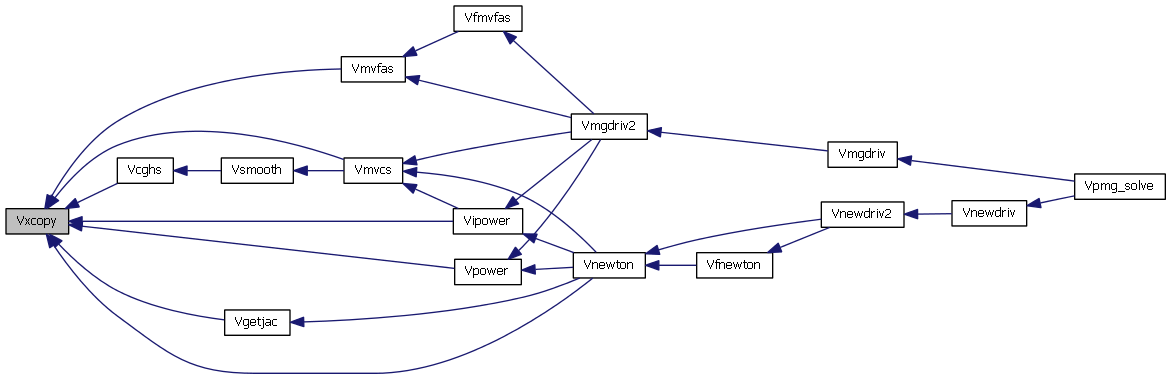 Vfmvfas
Vmvfas
Vmgdriv2
Vmgdriv
Vcghs
Vsmooth
Vmvcs
Vpmg_solve
Vxcopy
Vipower
Vnewdriv2
Vnewdriv
Vpower
Vnewton
Vfnewton
Vgetjac